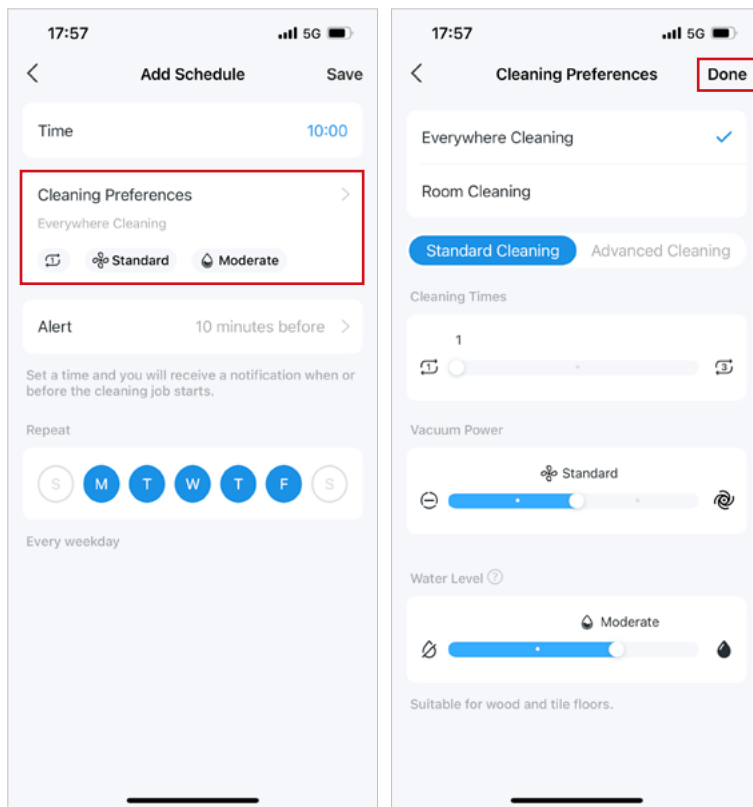 17:57
5G
Add Schedule
Save
Time
10:00
Cleaning Preferences
Everywhere Cleaning
1
Standard
Moderate
Alert
10 minutes before
Set a time and you will receive a notification when or
before the cleaning job starts.
Repeat
S M T W T F S
Every weekday
17:57
5G
Cleaning Preferences
Done
Everywhere Cleaning
Room Cleaning
Standard Cleaning
Advanced Cleaning
Cleaning Times
1
1
3
Vacuum Power
Standard
Water Level ?
Moderate
Suitable for wood and tile floors.